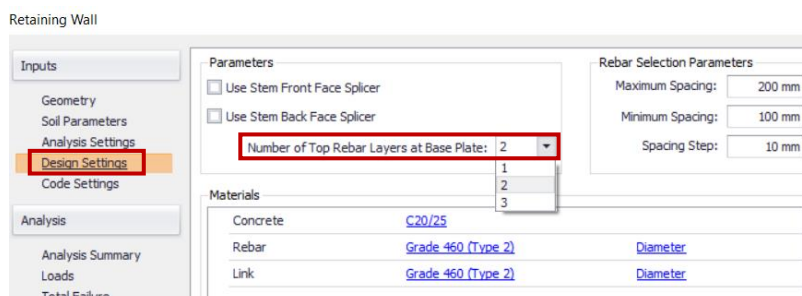 Retaining Wall
Inputs
Geometry
Soil Parameters
Analysis Settings
Design Settings
Code Settings
Analysis
Analysis Summary
Loads
Total Failure
Parameters
Use Stem Front Face Splicer
Use Stem Back Face Splicer
Number of Top Rebar Layers at Base Plate: 2
1
2
3
Rebar Selection Parameters
Maximum Spacing: 200 mm
Minimum Spacing: 100 mm
Spacing Step: 10 mm
Materials
Concrete C20/25
Rebar Grade 460 (Type 2) Diameter
Link Grade 460 (Type 2) Diameter